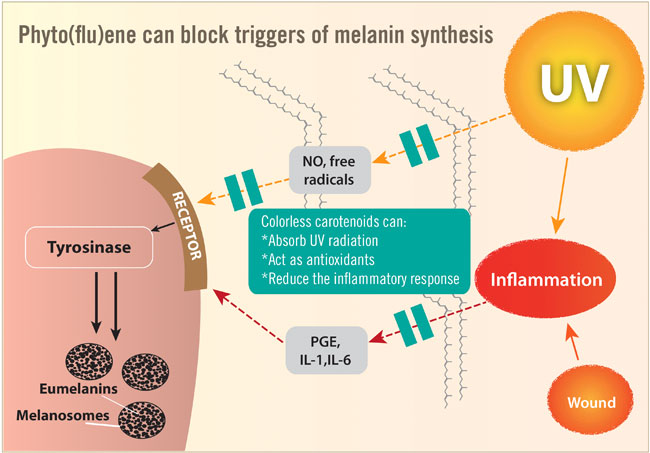 Phyto(flu)ene can block triggers of melanin synthesis
UV
NO, free
radicals
RECEPTOR
Colorless carotenoids can:
*Absorb UV radiation
*Act as antioxidants
*Reduce the inflammatory response
Tyrosinase
Inflammation
PGE,
IL-1,IL-6
Eumelanins
Melanosomes
Wound